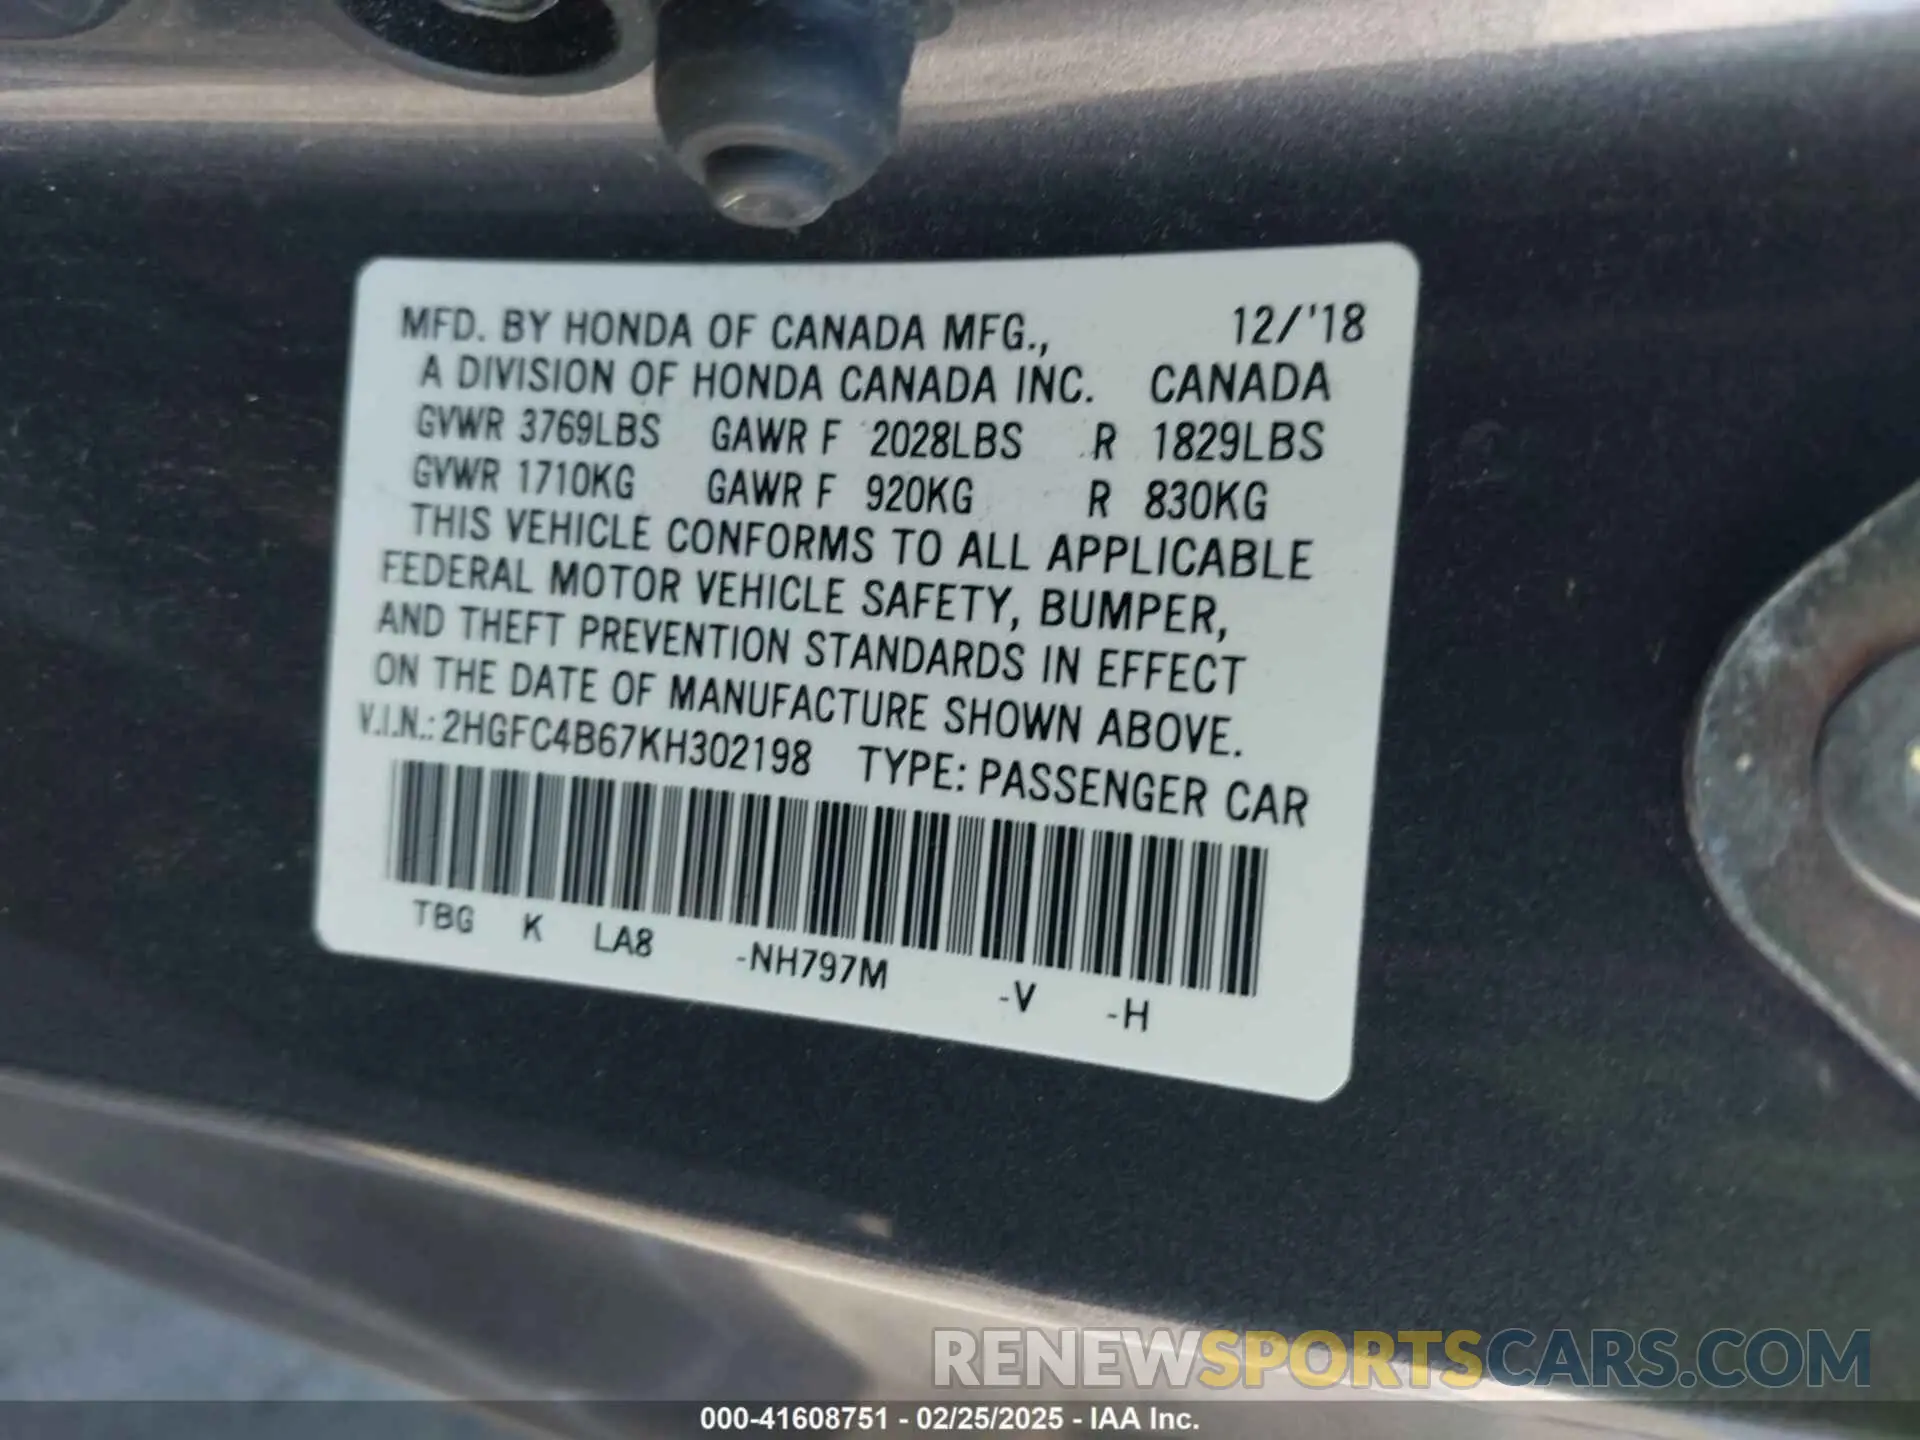 MFD. BY HONDA OF CANADA MFG., 12/'18
A DIVISION OF HONDA CANADA INC. CANADA
GVWR 3769LBS GAWR F 2028LBS R 1829LBS
GVWR 1710KG GAWR F 920KG R 830KG
THIS VEHICLE CONFORMS TO ALL APPLICABLE
FEDERAL MOTOR VEHICLE SAFETY, BUMPER,
AND THEFT PREVENTION STANDARDS IN EFFECT
ON THE DATE OF MANUFACTURE SHOWN ABOVE.
V.I.N.: 2HGFC4B67KH302198 TYPE: PASSENGER CAR
TBG K LA8 -NH797M -V -H
RENEWSPORTSCARS.COM
000-41608751 - 02/25/2025 - IAA Inc.